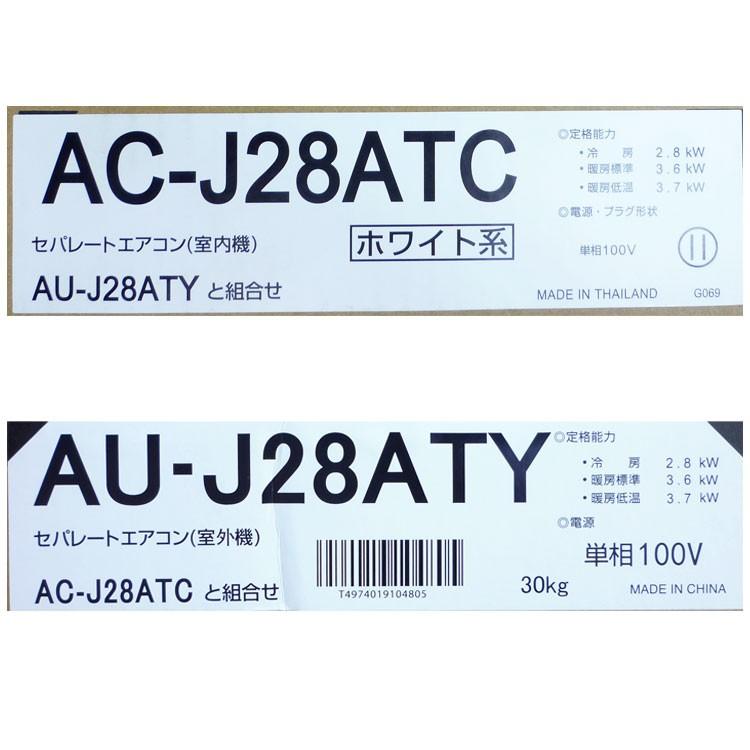 AC-J28ATC
セパレートエアコン(室内機)
ホワイト系
AU-J28ATY と組合せ
◎定格能力
・冷 房 2.8 kW
・暖房標準 3.6 kW
・暖房低温 3.7 kW
◎電源・プラグ形状
単相100V
MADE IN THAILAND G069
AU-J28ATY
セパレートエアコン(室外機)
AC-J28ATC と組合せ
T4974019104805
30kg
◎定格能力
・冷 房 2.8 kW
・暖房標準 3.6 kW
・暖房低温 3.7 kW
◎電源
単相100V
MADE IN CHINA